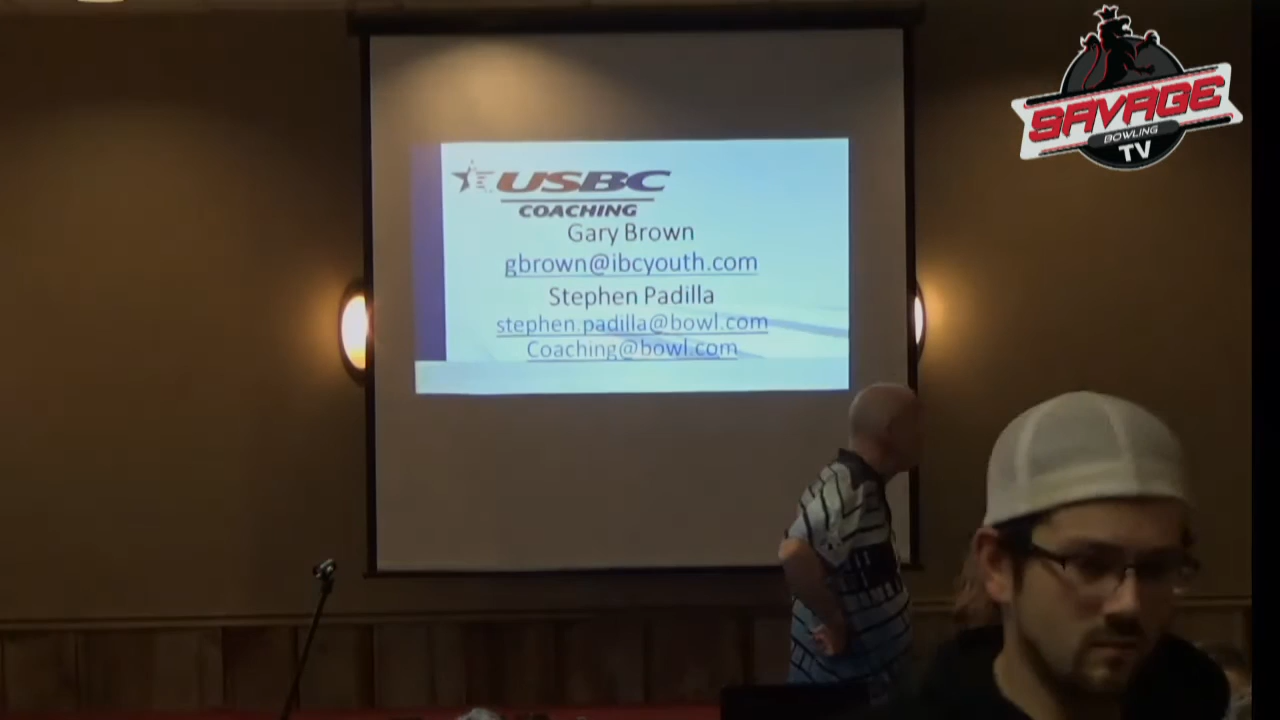 USBC
COACHING
Gary Brown
gbrown@ibcyouth.com
Stephen Padilla
stephen.padilla@bowl.com
Coaching@bowl.com
SAVAGE
BOWLING
TV